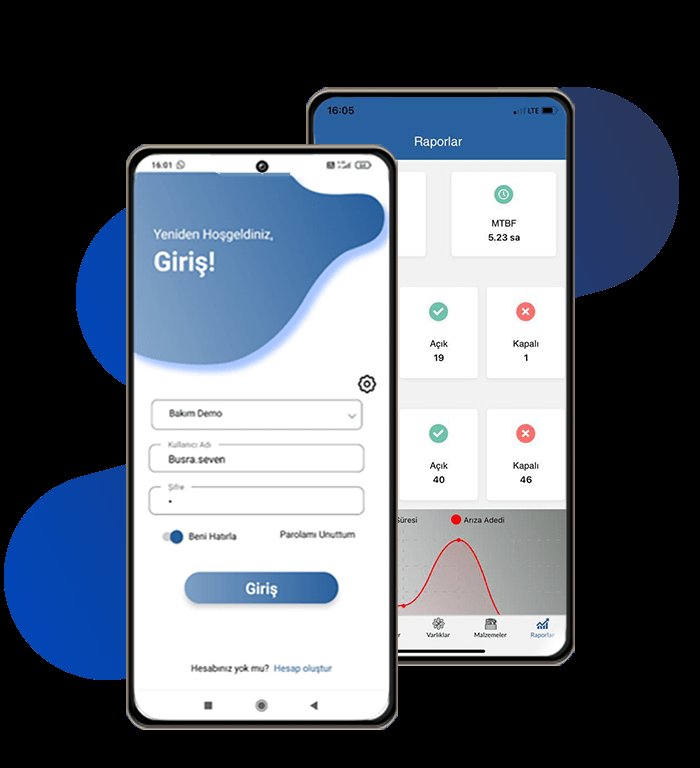 16:01
Yeniden Hoşgeldiniz,
Giriş!
Bakım Demo
Kullanıcı Adı
Busra.seven
Şifre
Beni Hatırla
Parolamı Unuttum
Giriş
Hesabınız yok mu? Hesap oluştur
16:05
LTE
Raporlar
MTBF
5.23 sa
Açık
19
Kapalı
1
Açık
40
Kapalı
46
Arıza Adedi
Varlıklar
Malzemeler
Raporlar